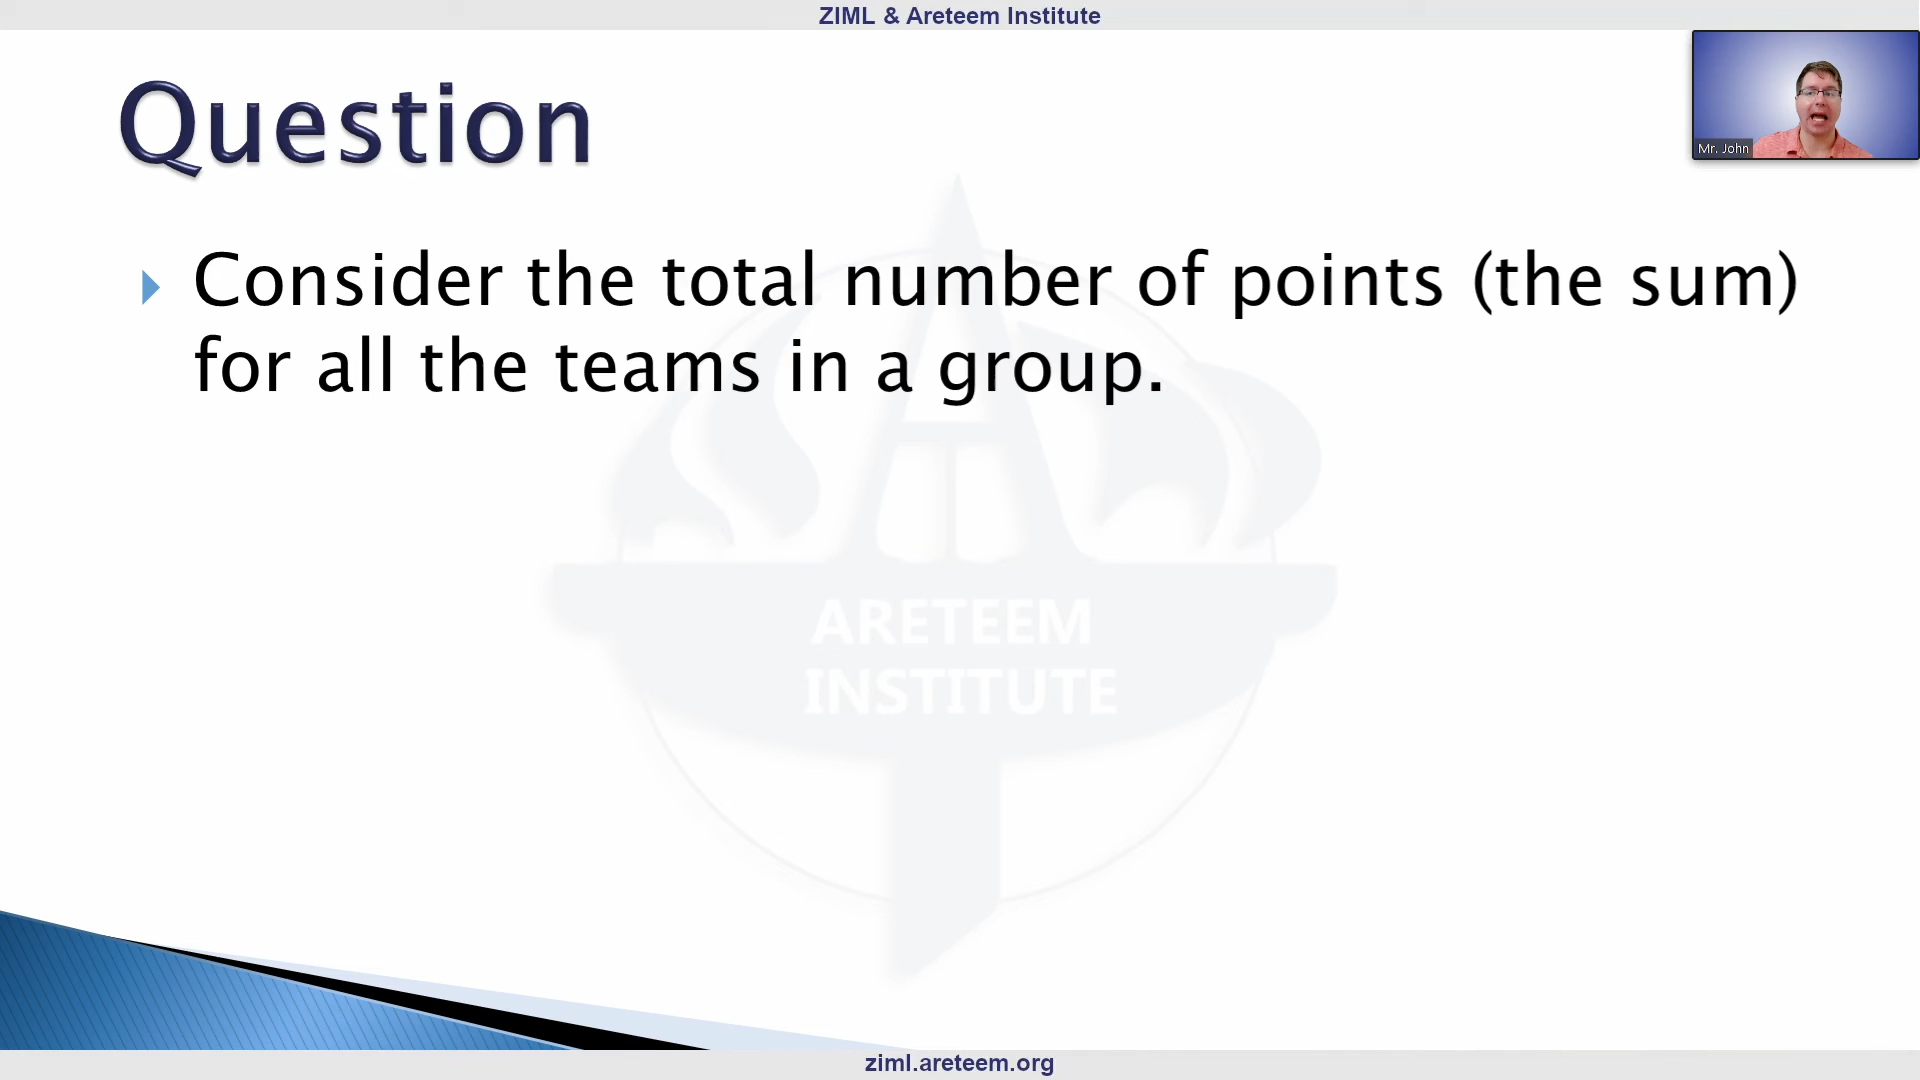 ZIML & Areteem Institute
Question
Mr. John
Consider the total number of points (the sum)
for all the teams in a group.
ARETEEM
INSTITUTE
ziml.areteem.org